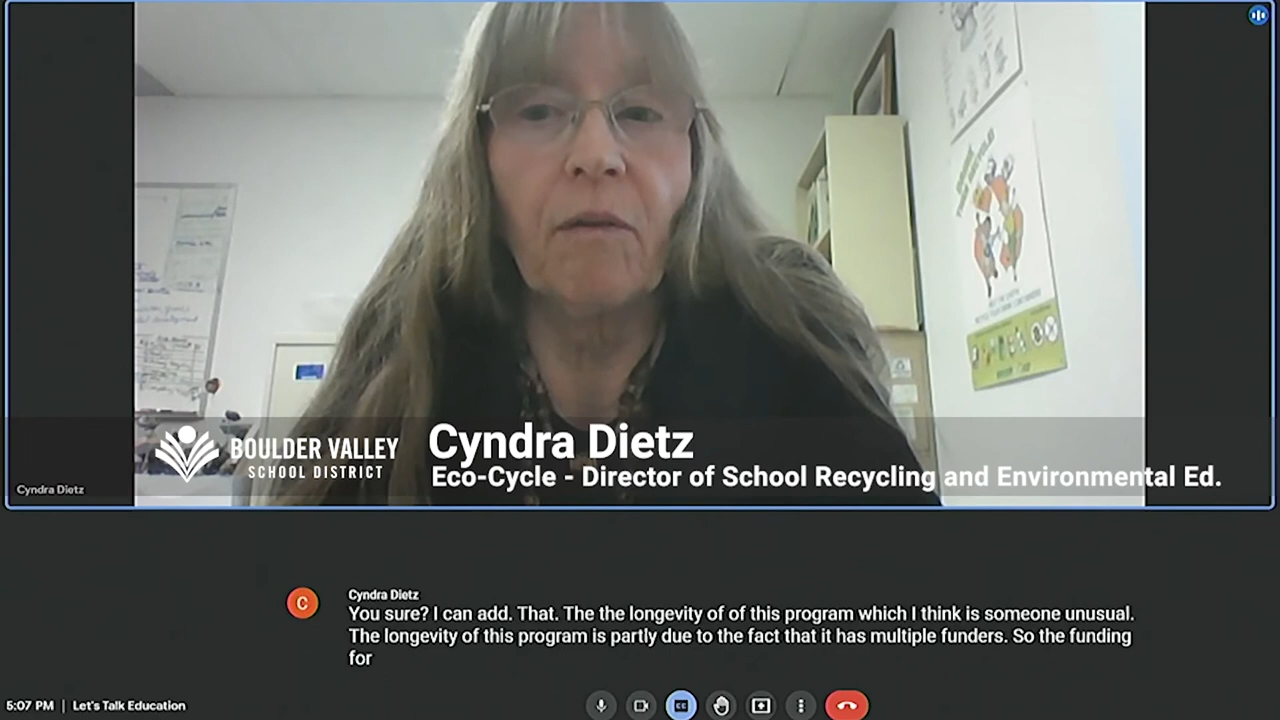 BOULDER VALLEY
SCHOOL DISTRICT
Cyndra Dietz
Eco-Cycle - Director of School Recycling and Environmental Ed.
Cyndra Dietz
C
Cyndra Dietz
You sure? I can add. That. The the longevity of of this program which I think is someone unusual.
The longevity of this program is partly due to the fact that it has multiple funders. So the funding
for
5:07 PM | Let's Talk Education
CC